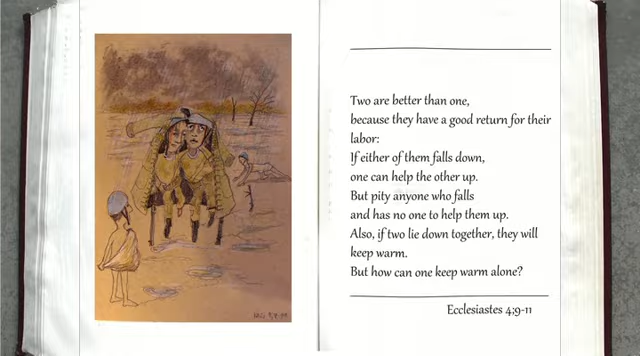 Two are better than one,
because they have a good return for their
labor:
If either of them falls down,
one can help the other up.
But pity anyone who falls
and has no one to help them up.
Also, if two lie down together, they will
keep warm.
But how can one keep warm alone?
Ecclesiastes 4;9-11